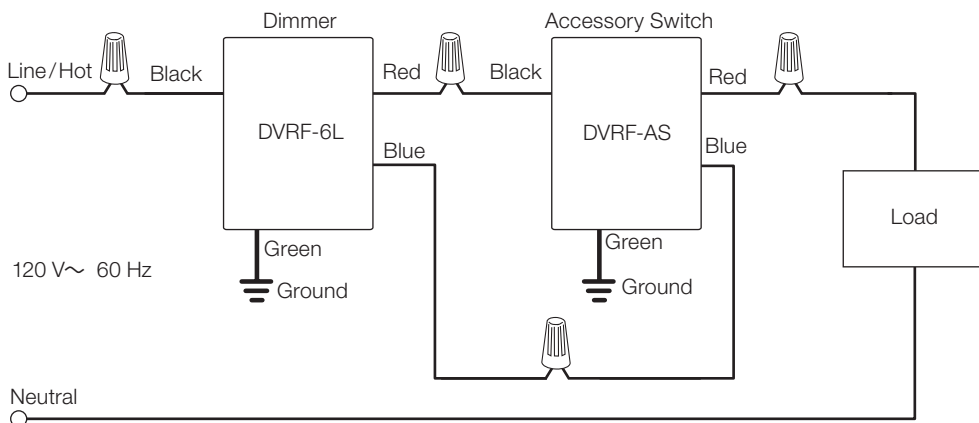 Dimmer
Accessory Switch
Line/Hot
Black
Red
Black
Red
DVRF-6L
DVRF-AS
Blue
Blue
Load
Green
Green
120 V~ 60 Hz
Ground
Ground
Neutral